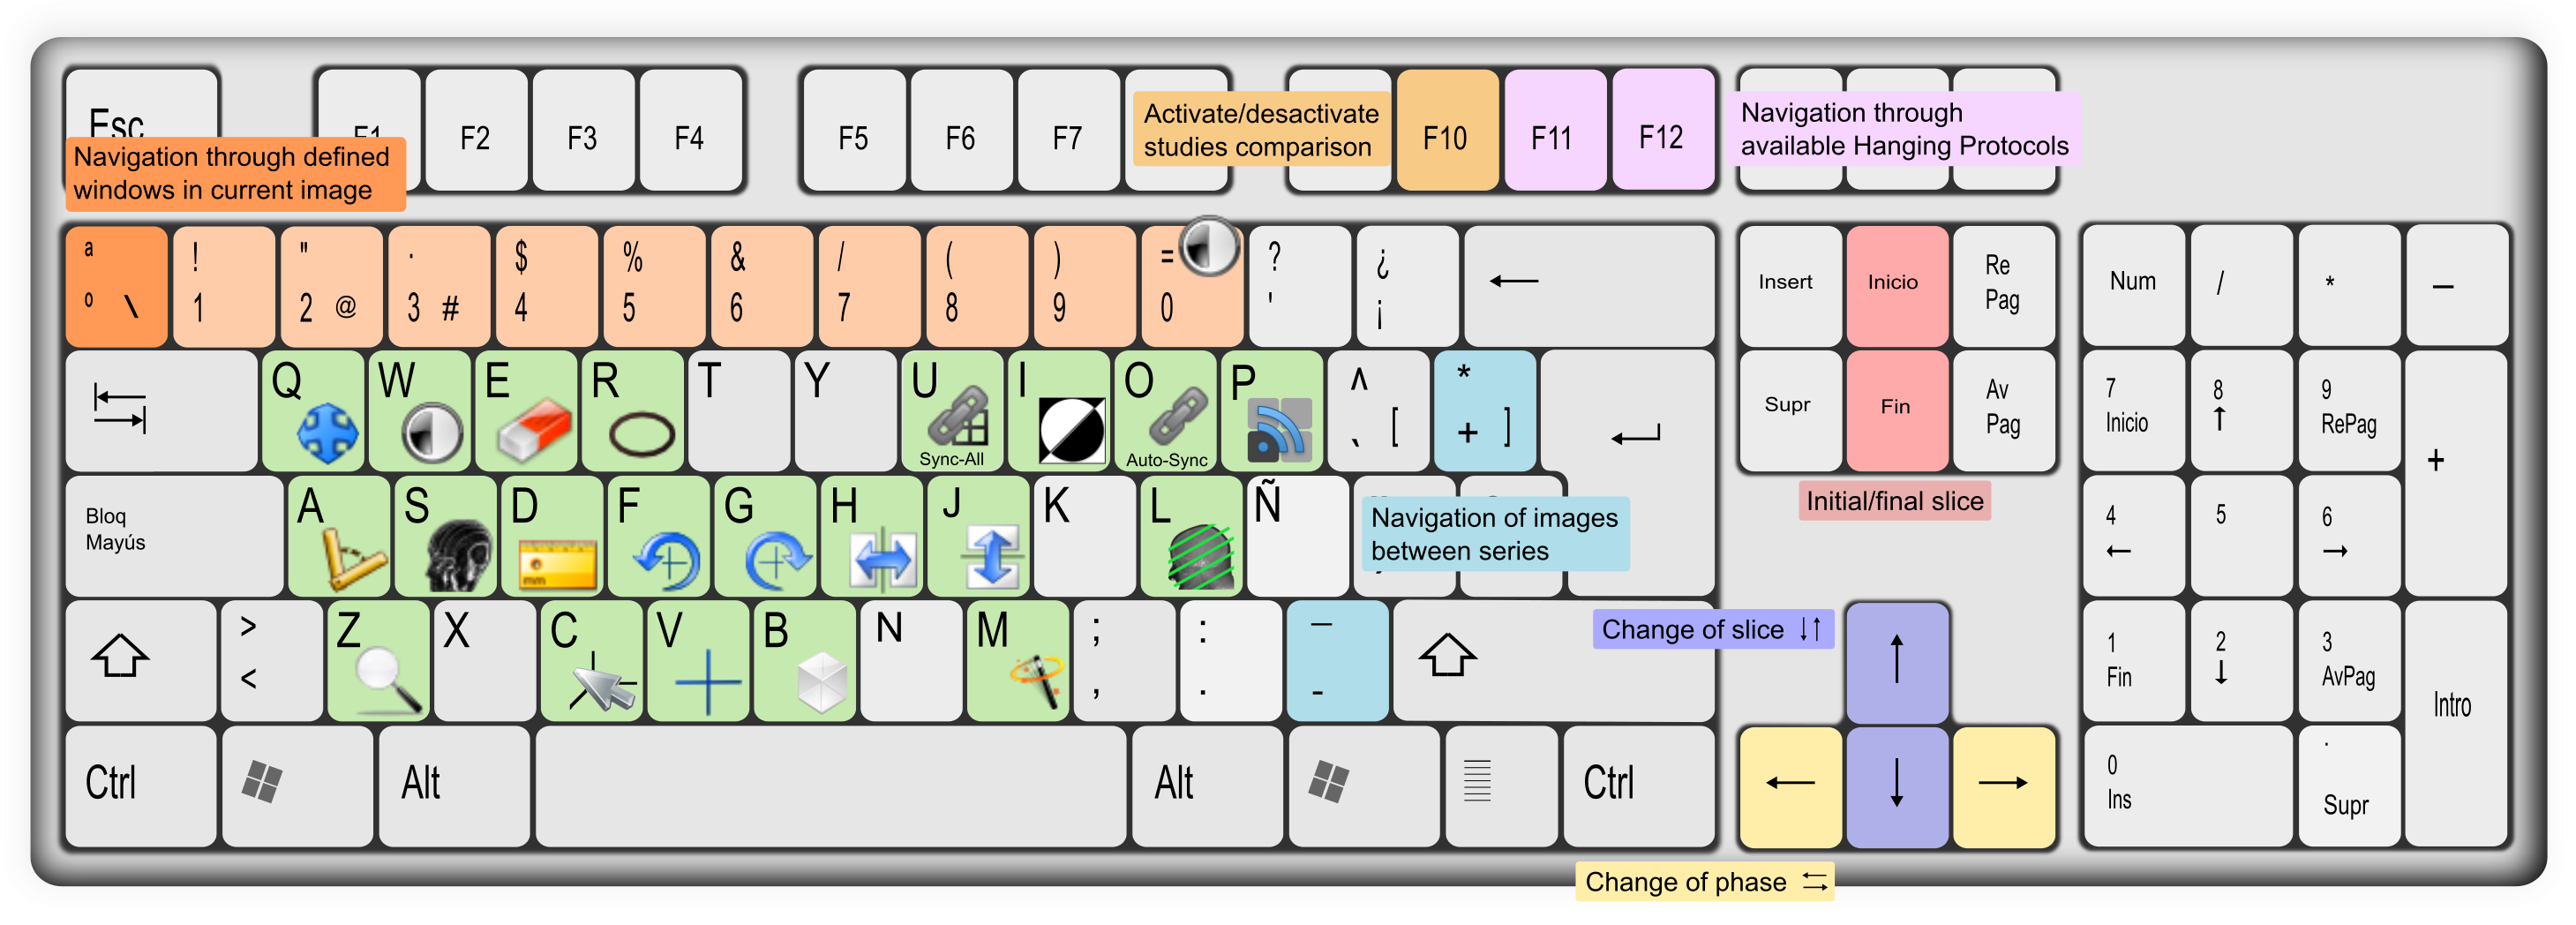 Esc
F1
F2
F3
F4
F5
F6
F7
Activate/desactivate
studies comparison
F10
F11
F12
Navigation through
available Hanging Protocols
Navigation through defined
windows in current image
ª
º \
!
1
"
2 @
·
3 #
$
4
%
5
&
6
/
7
(
8
)
9
=
0
?
'
¿
¡
←
Insert
Inicio
Re
Pag
Num
/
*
–
Q
W
E
R
T
Y
U
Sync-All
I
O
Auto-Sync
P
^
` [
*
+ ]
Supr
Fin
Av
Pag
7
Inicio
8
↑
9
RePag
+
Bloq
Mayús
A
S
D
F
G
H
J
K
L
Ñ
mm
Navigation of images
between series
Initial/final slice
4
←
5
6
→
>
<
Z
X
C
V
B
N
M
;
,
:
.
_
-
Change of slice ↓↑
↑
1
Fin
2
↓
3
AvPag
Intro
Ctrl
Alt
Alt
Ctrl
←
↓
→
0
Ins
.
Supr
Change of phase ⇆